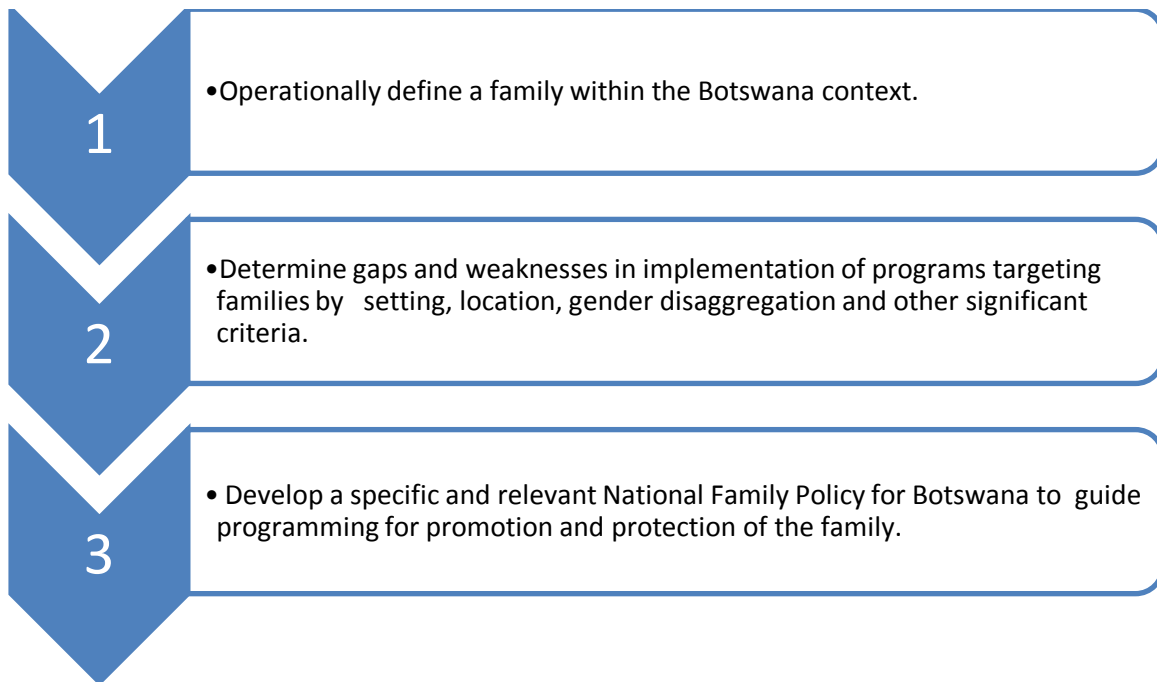 1
•Operationally define a family within the Botswana context.
2
•Determine gaps and weaknesses in implementation of programs targeting
families by   setting, location, gender disaggregation and other significant
criteria.
3
• Develop a specific and relevant National Family Policy for Botswana to  guide
programming for promotion and protection of the family.